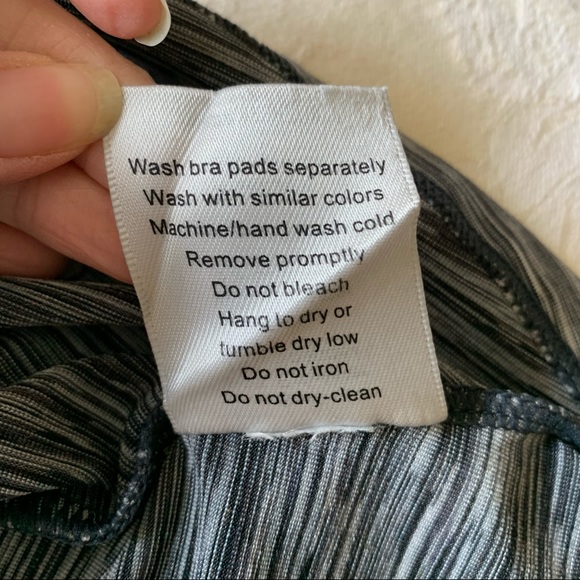 Wash bra pads separately
Wash with similar colors
Machine/hand wash cold
Remove promptly
Do not bleach
Hang to dry or
tumble dry low
Do not iron
Do not dry-clean